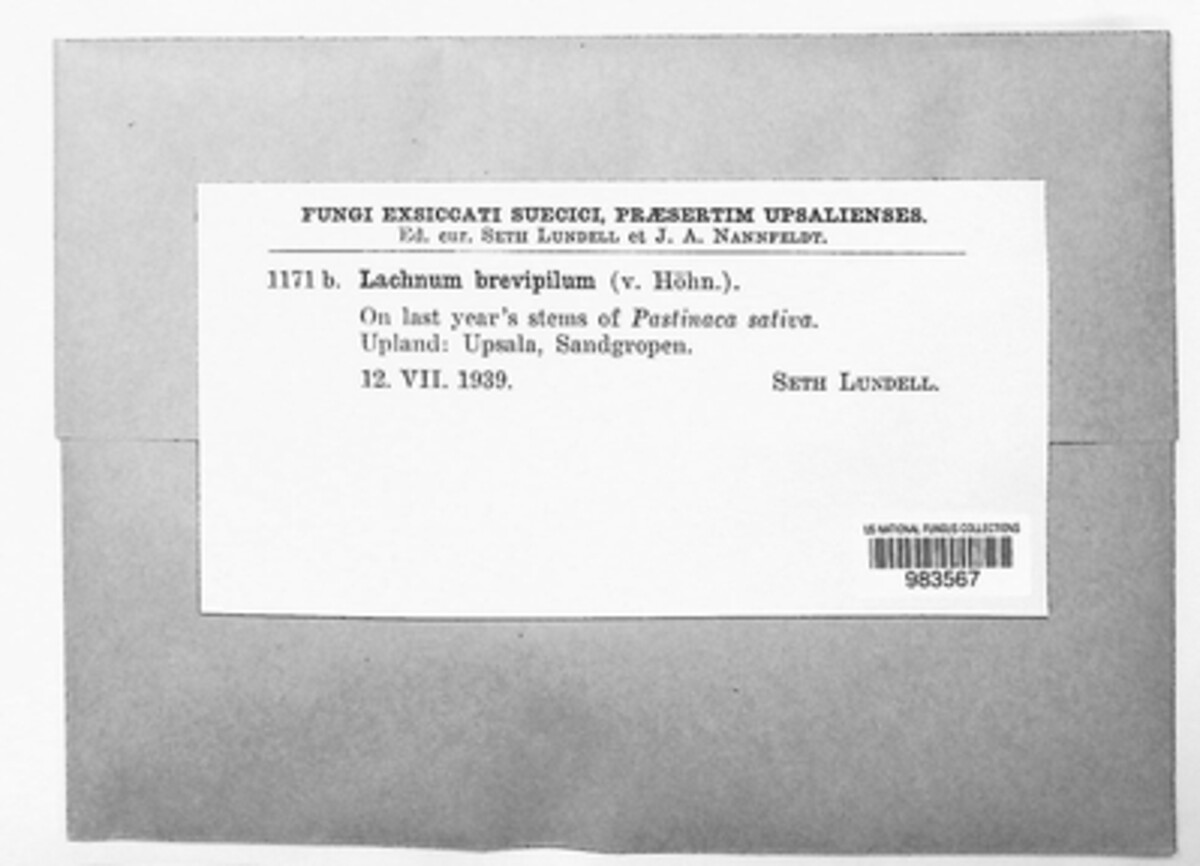 FUNGI EXSICCATI SUECICI, PRÆSERTIM UPSALIENSES.
Ed. cur. SETH LUNDELL et J. A. NANNFELDT.
1171 b. Lachnum brevipilum (v. Höhn.).
On last year's stems of Pastinaca sativa.
Upland: Upsala, Sandgropen.
12. VII. 1939. SETH LUNDELL.
US NATIONAL FUNGUS COLLECTIONS
983567